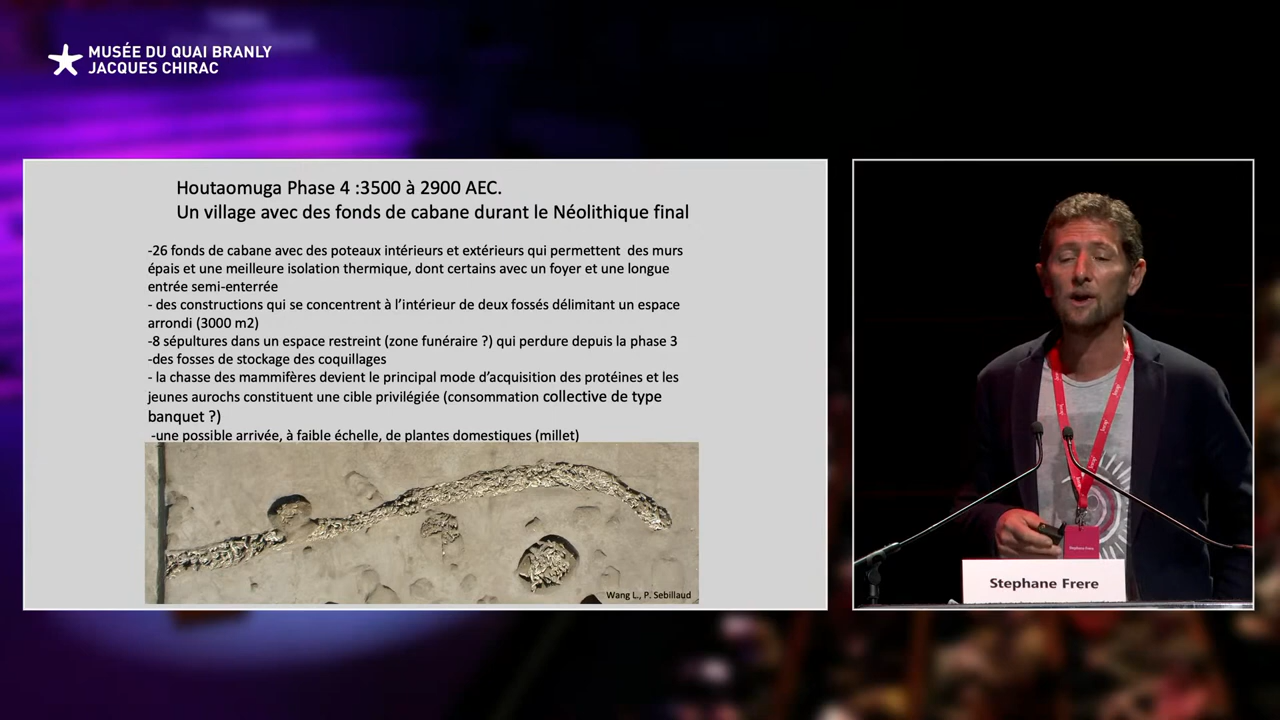 MUSÉE DU QUAI BRANLY
JACQUES CHIRAC
Houtaomuga Phase 4 :3500 à 2900 AEC.
Un village avec des fonds de cabane durant le Néolithique final
-26 fonds de cabane avec des poteaux intérieurs et extérieurs qui permettent des murs
épais et une meilleure isolation thermique, dont certains avec un foyer et une longue
entrée semi-enterrée
- des constructions qui se concentrent à l'intérieur de deux fossés délimitant un espace
arrondi (3000 m2)
-8 sépultures dans un espace restreint (zone funéraire ?) qui perdure depuis la phase 3
-des fosses de stockage des coquillages
- la chasse des mammifères devient le principal mode d'acquisition des protéines et les
jeunes aurochs constituent une cible privilégiée (consommation collective de type
banquet ?)
-une possible arrivée, à faible échelle, de plantes domestiques (millet)
Wang L., P. Sebillaud
Inrap
Stephane Frere
Stephane Frere